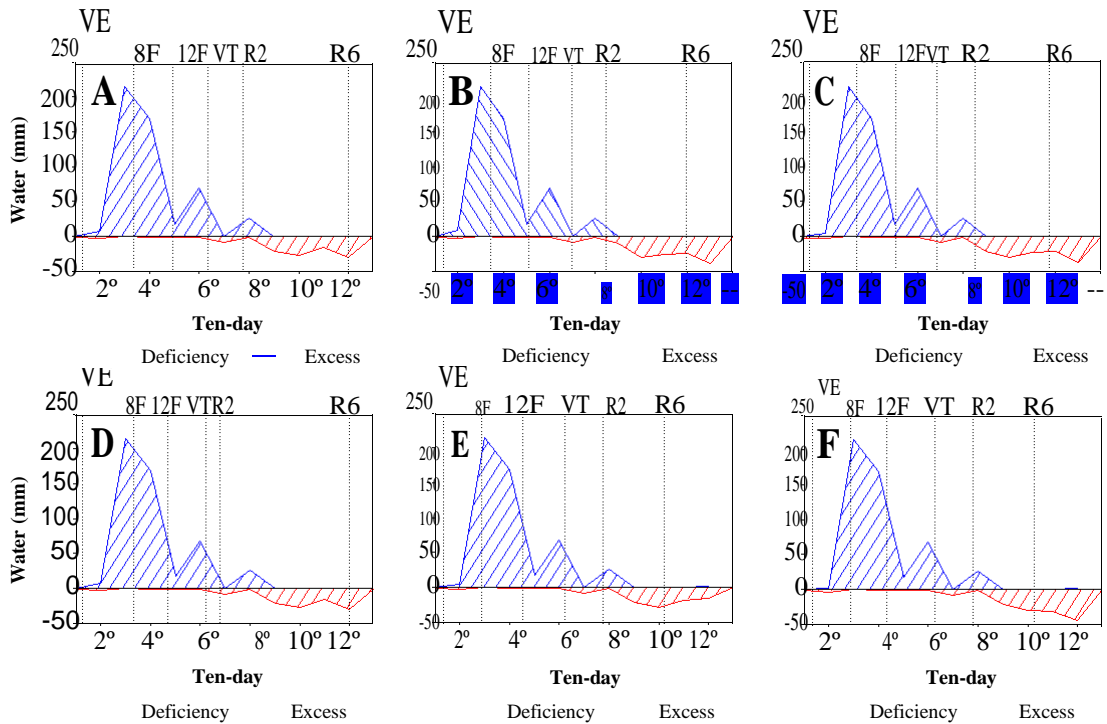 VE VE VE
250 8F 12F VT R2 R6 250 8F 12F VT R2 R6 250 8F 12F VT R2 R6
A B C
200 200 200
150 150 150
100 100 100
50 50 50
0 0 0
-50 -50 -50
2º 4º 6º 8º 10º 12º 2º 4º 6º 8º 10º 12º -- 2º 4º 6º 8º 10º 12º --
Ten-day Ten-day Ten-day
Water (mm)
Deficiency Excess Deficiency Excess Deficiency Excess
VE VE VE
250 8F 12F VT R2 R6 250 8F 12F VT R2 R6 250 8F 12F VT R2 R6
D E F
200 200 200
150 150 150
100 100 100
50 50 50
0 0 0
-50 -50 -50
2º 4º 6º 8º 10º 12º 2º 4º 6º 8º 10º 12º 2º 4º 6º 8º 10º 12º
Ten-day Ten-day Ten-day
Water (mm)
Deficiency Excess Deficiency Excess Deficiency Excess